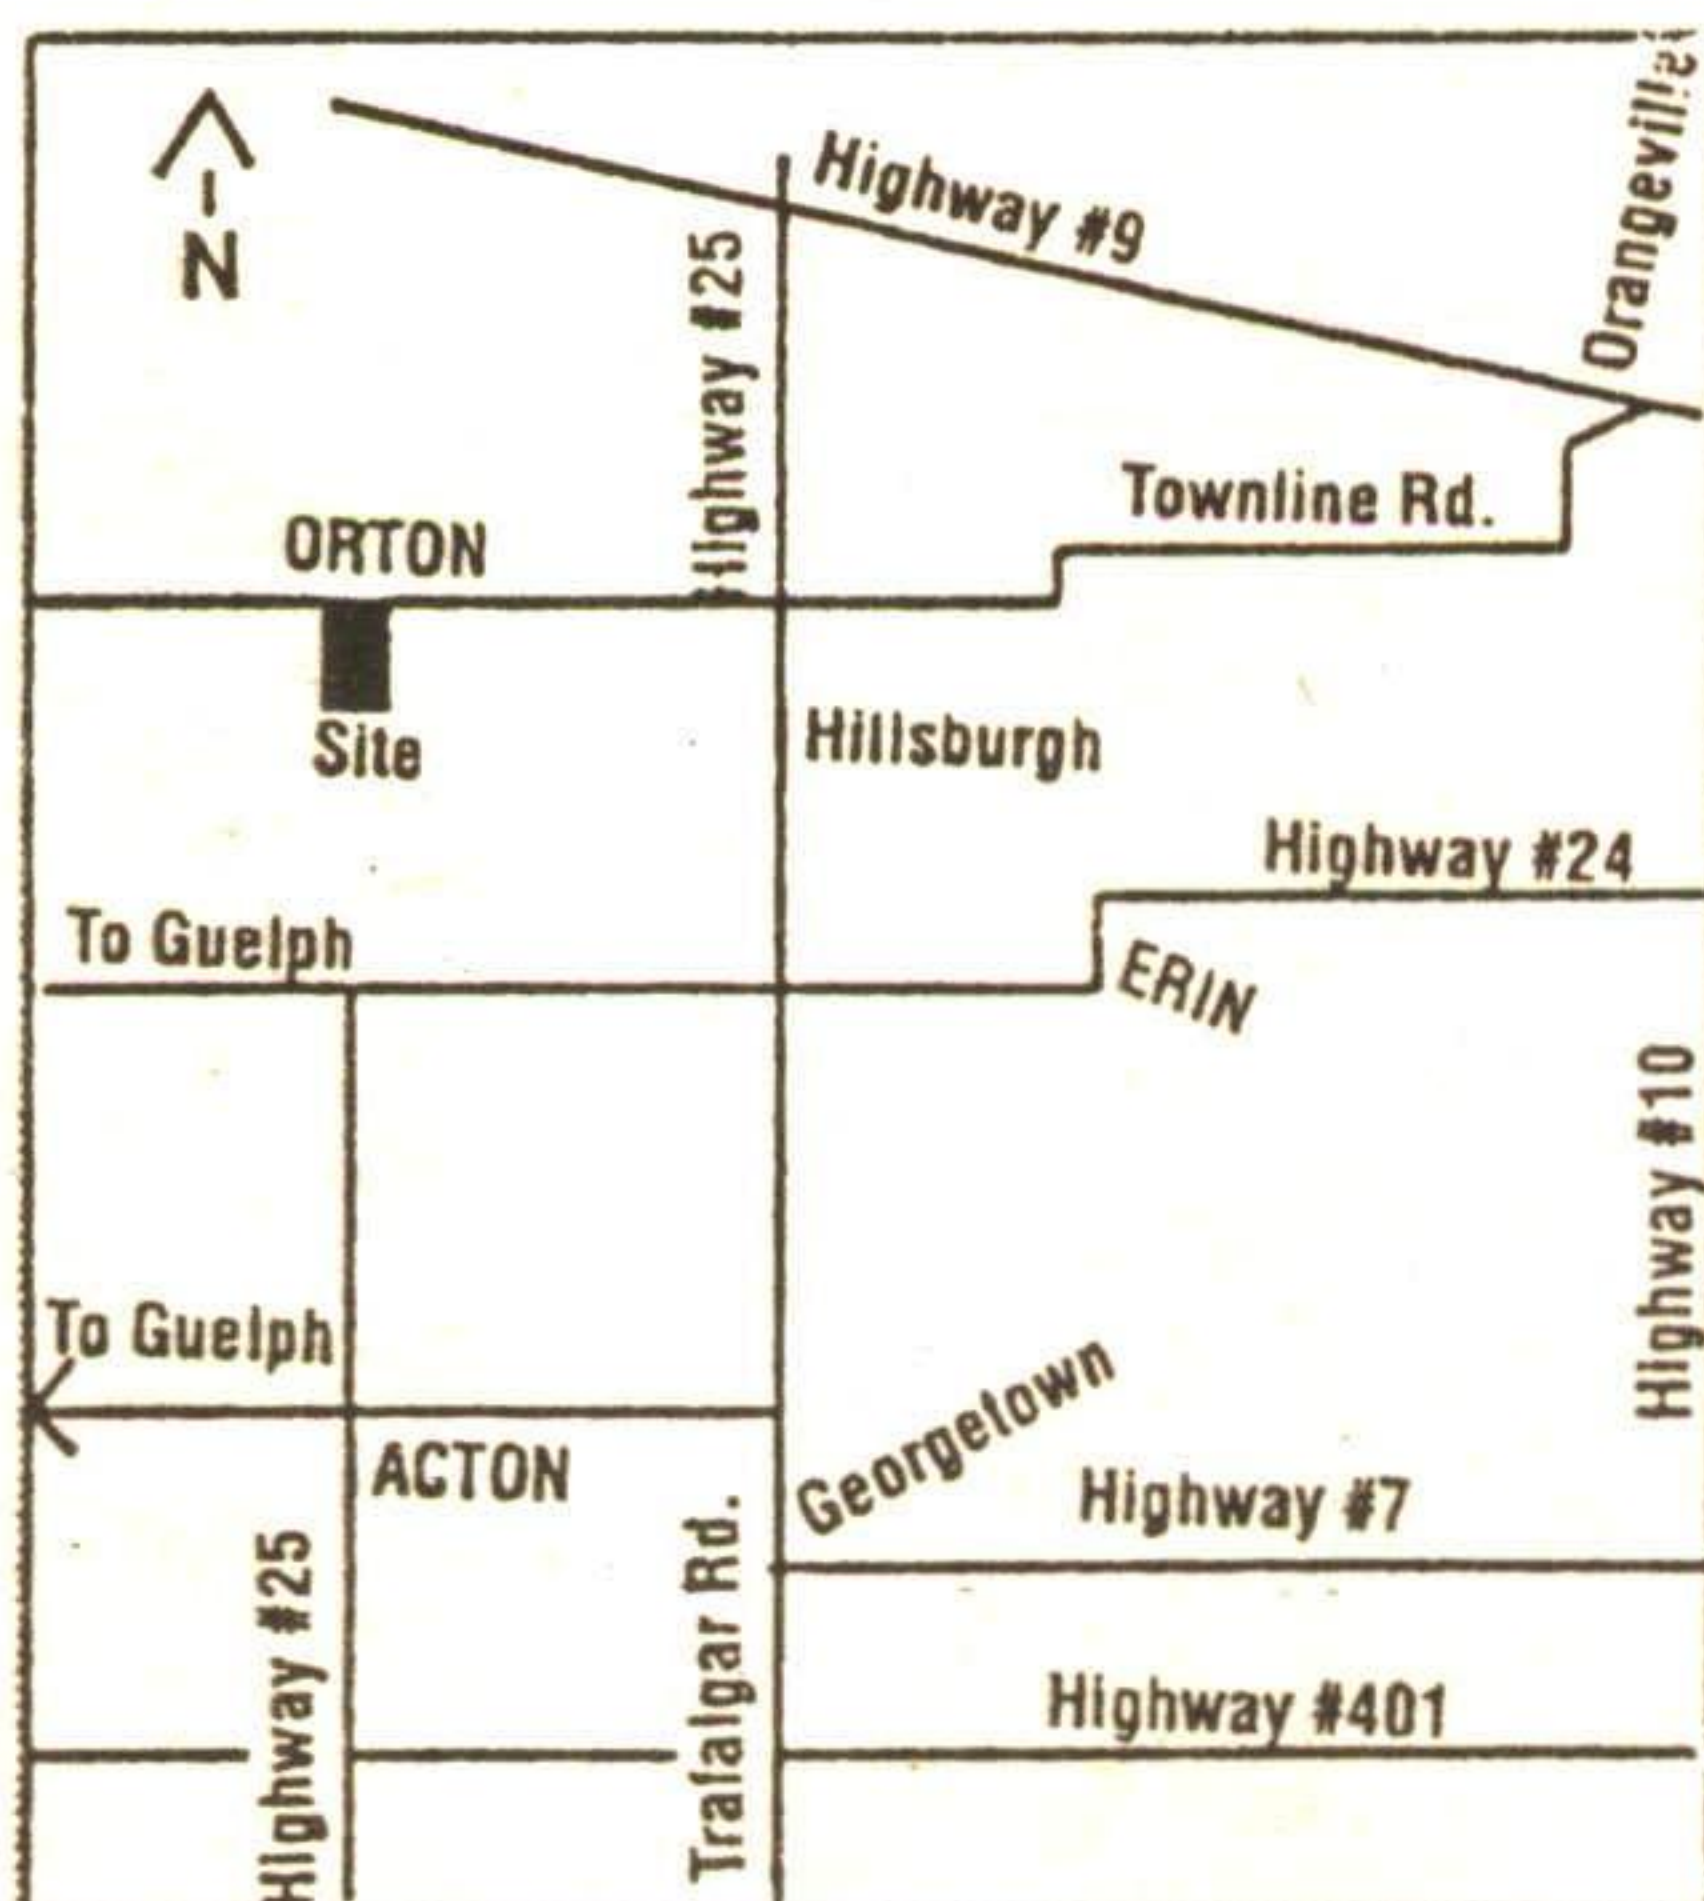 Orangeville
Highway #9
N
Highway #25
Townline Rd.
ORTON
Site
Hillsburgh
Highway #24
To Guelph
ERIN
Highway #10
To Guelph
Georgetown
ACTON
Highway #7
Highway #25
Trafalgar Rd.
Highway #401